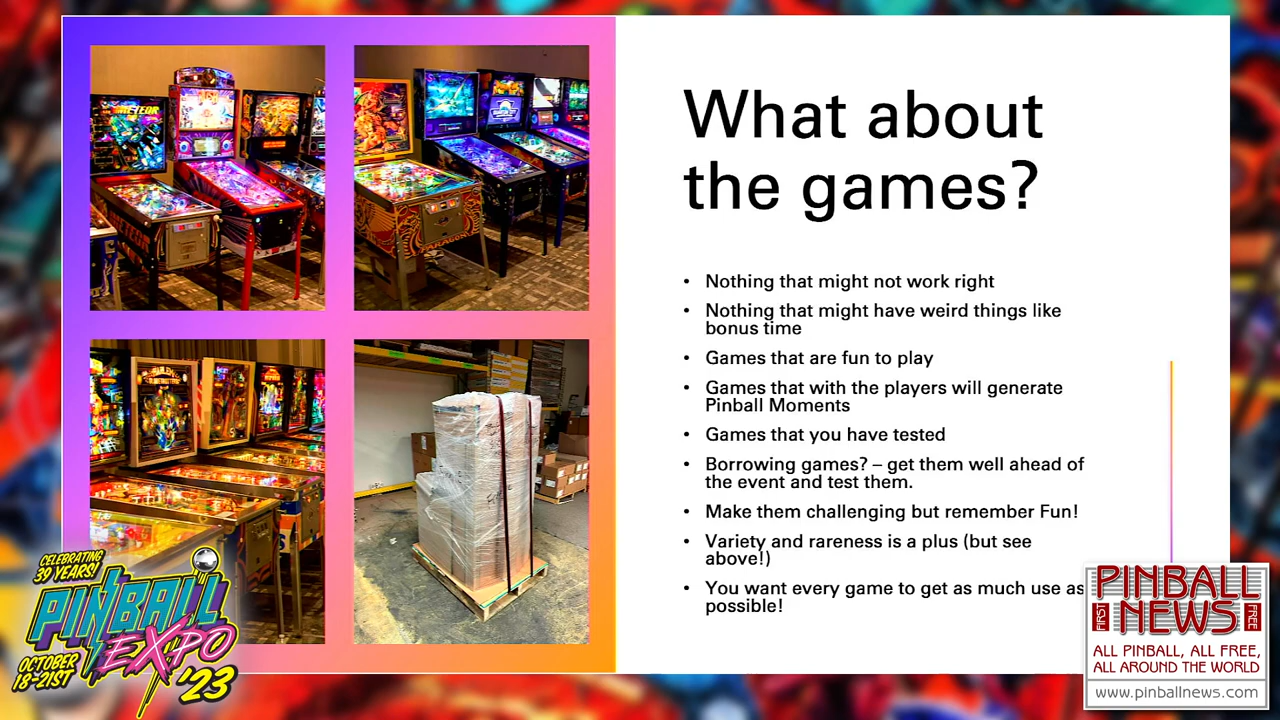 What about
the games?
• Nothing that might not work right
• Nothing that might have weird things like
bonus time
• Games that are fun to play
• Games that with the players will generate
Pinball Moments
• Games that you have tested
• Borrowing games? – get them well ahead of
the event and test them.
• Make them challenging but remember Fun!
• Variety and rareness is a plus (but see
above!)
• You want every game to get as much use as
possible!
METEOR
METEOR
PARAGON
CELEBRATING
39 YEARS!
PINBALL
EXPO
OCTOBER
18-21ST
'23
PINBALL
FIRST NEWS FREE
ALL PINBALL, ALL FREE,
ALL AROUND THE WORLD
www.pinballnews.com